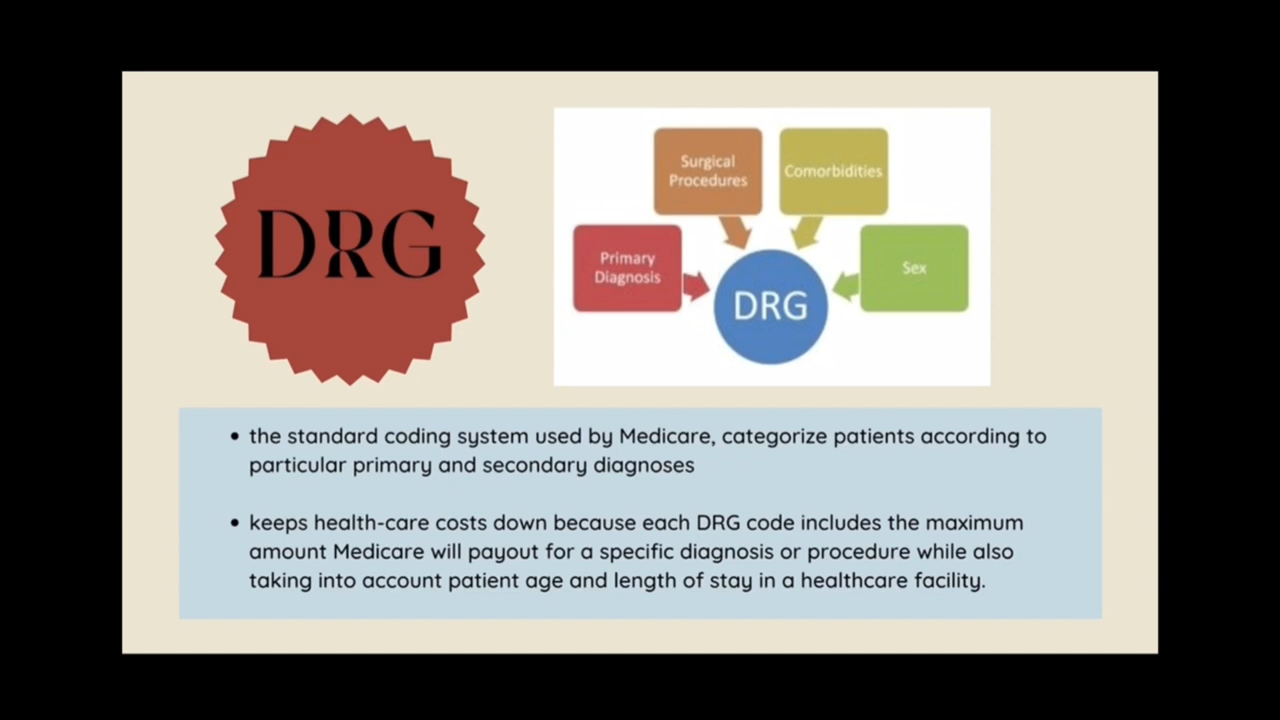 DRG
Surgical
Procedures
Comorbidities
Primary
Diagnosis
Sex
DRG
• the standard coding system used by Medicare, categorize patients according to
particular primary and secondary diagnoses
• keeps health-care costs down because each DRG code includes the maximum
amount Medicare will payout for a specific diagnosis or procedure while also
taking into account patient age and length of stay in a healthcare facility.